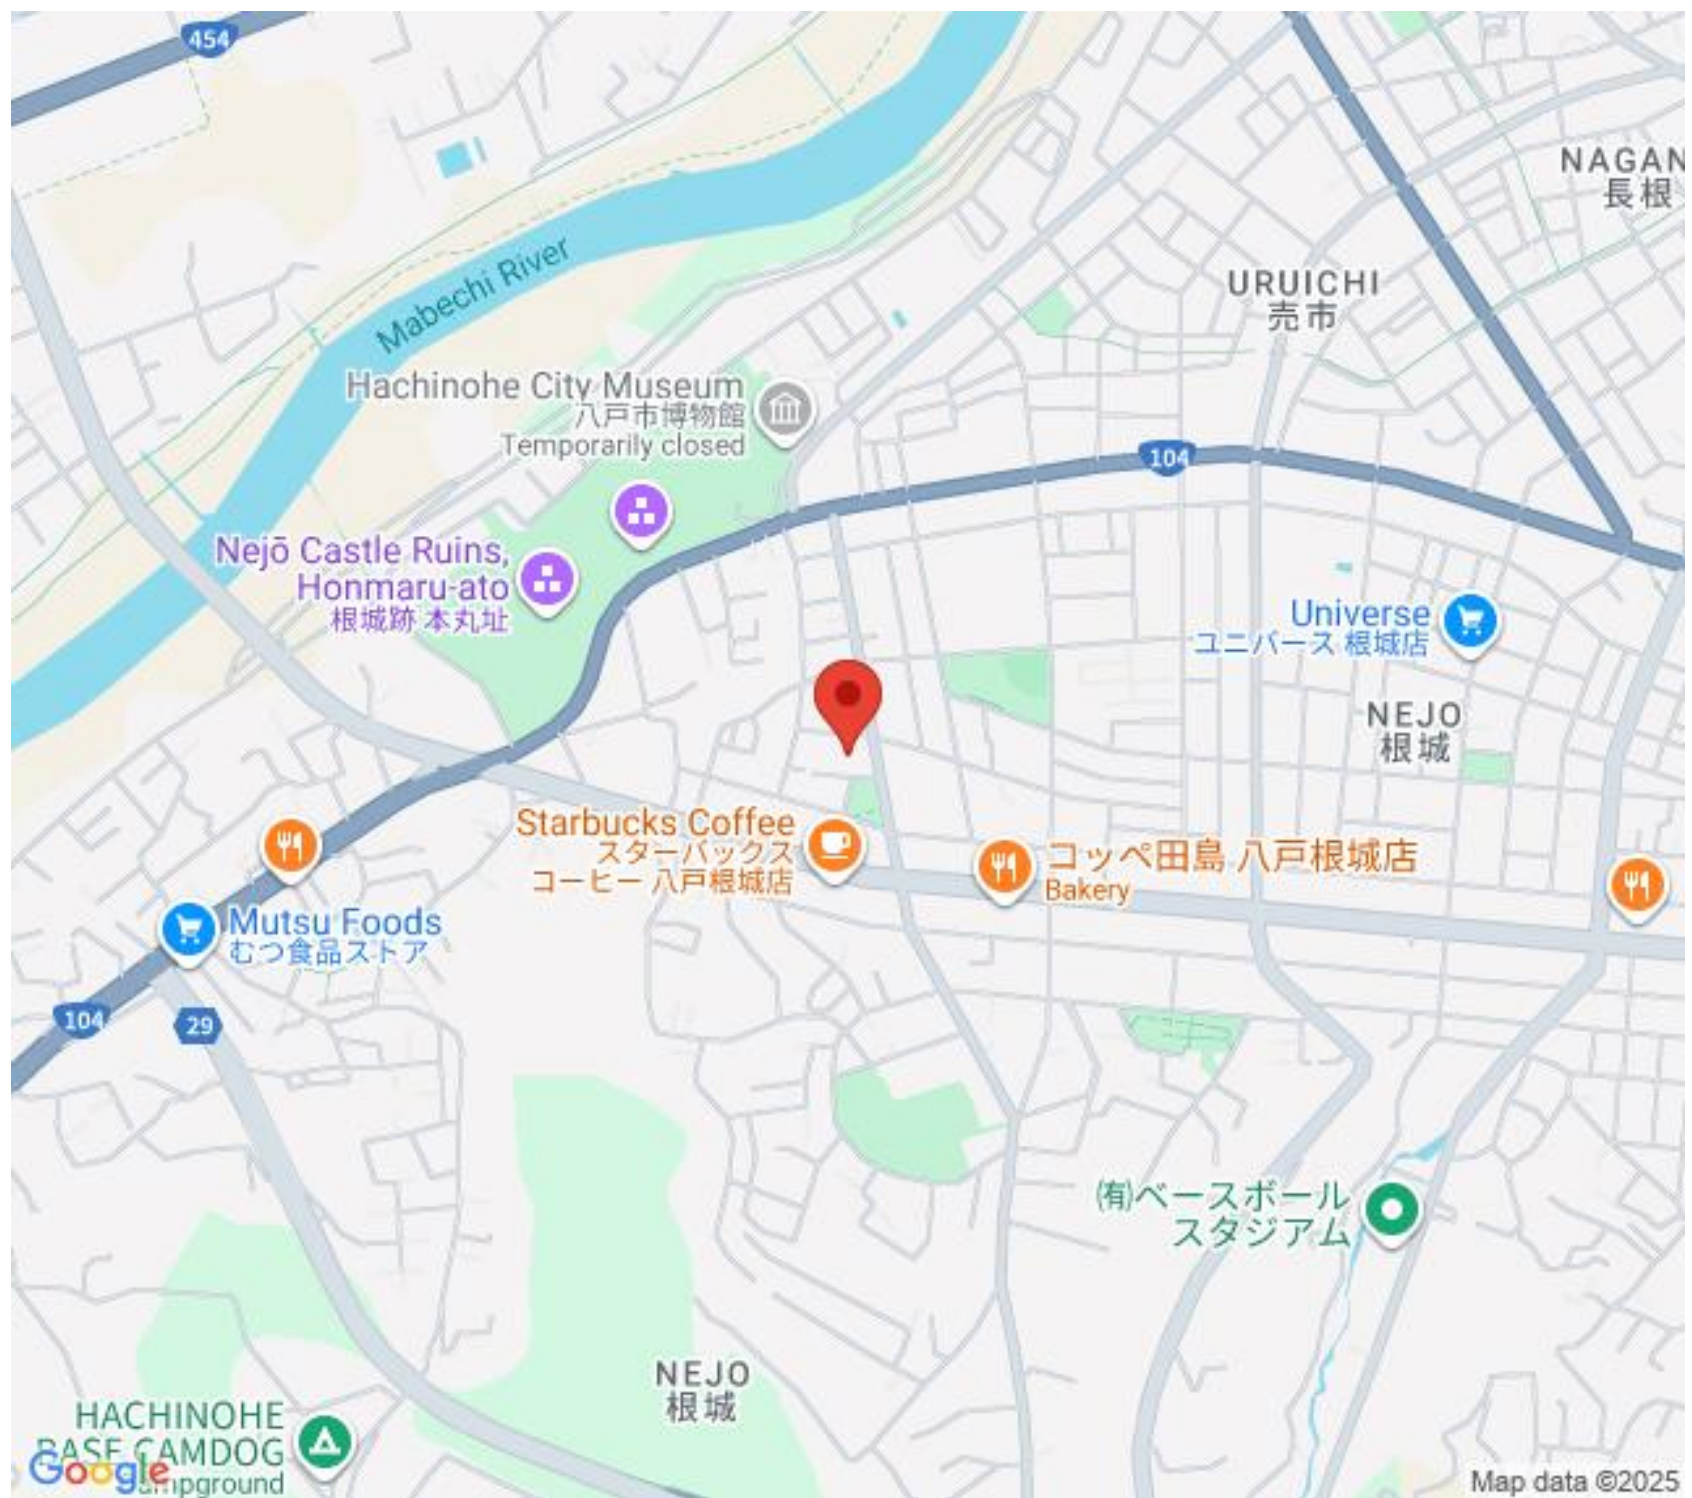 454
NAGAN
長根
Mabechi River
URUICHI
売市
Hachinohe City Museum
八戸市博物館
Temporarily closed
104
Nejō Castle Ruins,
Honmaru-ato
根城跡 本丸址
Universe
ユニバース 根城店
NEJO
根城
Starbucks Coffee
スターバックス
コーヒー 八戸根城店
コッペ田島 八戸根城店
Bakery
Mutsu Foods
むつ食品ストア
104
29
㈲ベースボール
スタジアム
NEJO
根城
HACHINOHE
BASE CAMDOG
Campground
Google
Map data ©2025